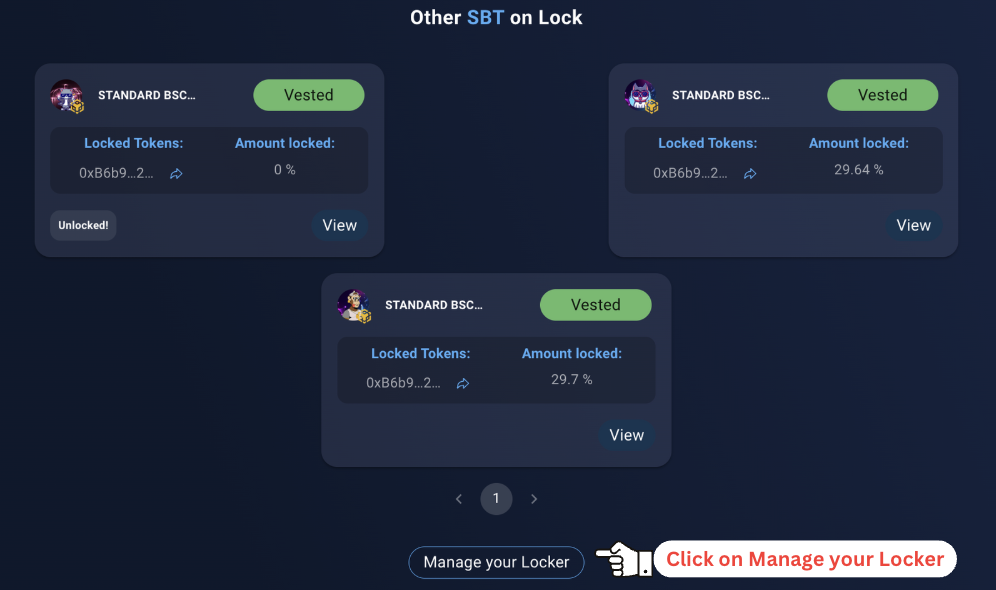 Other SBT on Lock
STANDARD BSC...
Vested
Locked Tokens:
Amount locked:
0xB6b9...2...
0 %
Unlocked!
View
STANDARD BSC...
Vested
Locked Tokens:
Amount locked:
0xB6b9...2...
29.64 %
View
STANDARD BSC...
Vested
Locked Tokens:
Amount locked:
0xB6b9...2...
29.7 %
View
1
Manage your Locker
Click on Manage your Locker